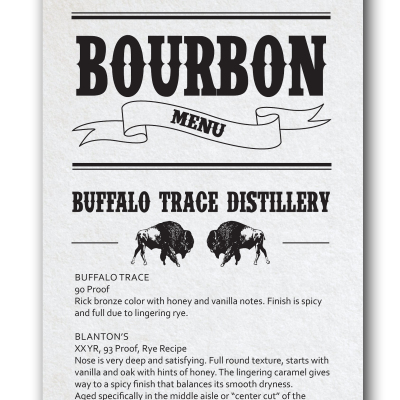 BOURBON
MENU
BUFFALO TRACE DISTILLERY
BUFFALO TRACE
90 Proof
Rick bronze color with honey and vanilla notes. Finish is spicy
and full due to lingering rye.
BLANTON'S
XXYR, 93 Proof, Rye Recipe
Nose is very deep and satisfying. Full round texture, starts with
vanilla and oak with hints of honey. The lingering caramel gives
way to a spicy finish that balances its smooth dryness.
Aged specifically in the middle aisle or "center cut" of the